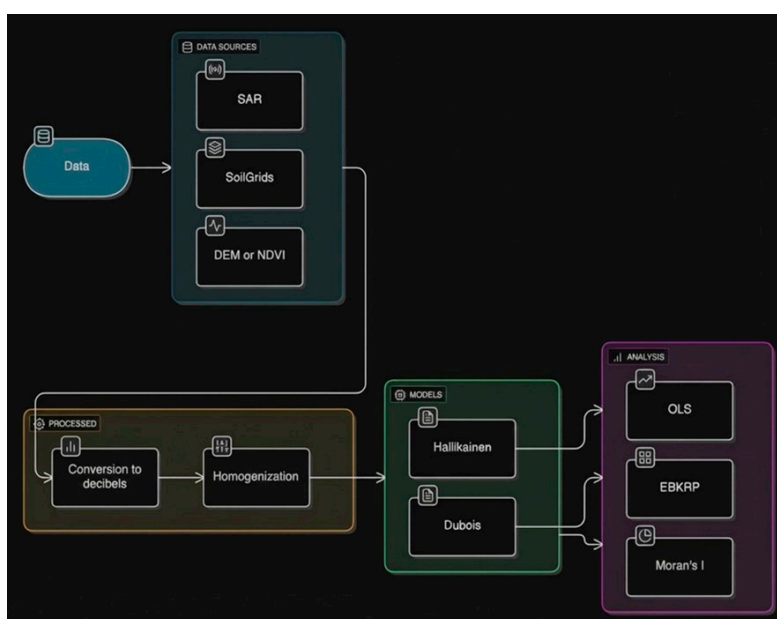 DATA SOURCES
SAR
Data
SoilGrids
DEM or NDVI
PROCESSED
Conversion to
decibels
Homogenization
MODELS
Hallikainen
Dubois
ANALYSIS
OLS
EBKRP
Moran's I